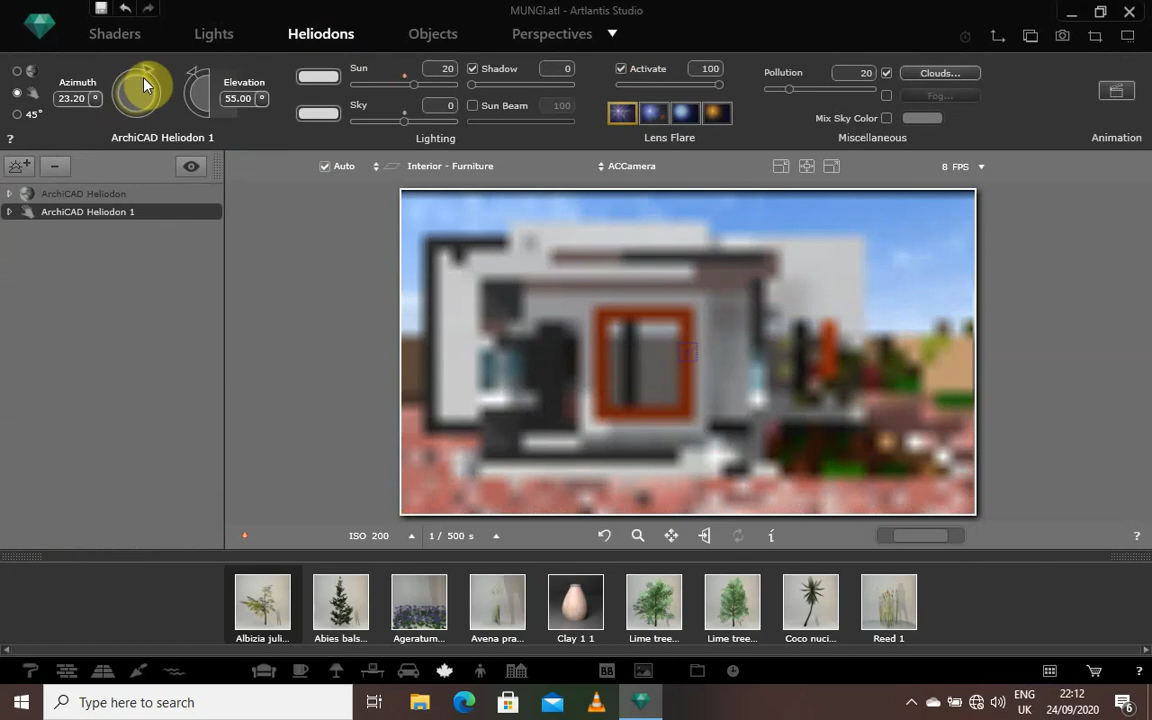 MUNGI.atl - Artlantis Studio
Shaders Lights Heliodons Objects Perspectives
Azimuth Elevation Sun 20 Shadow 0 Activate 100 Pollution 20 Clouds...
23.20 ° 55.00 °
Sky 0 Sun Beam 100 Fog...
45° Mix Sky Color
? ArchiCAD Heliodon 1 Lighting Lens Flare Miscellaneous Animation
Auto Interior - Furniture ACCamera 8 FPS
ArchiCAD Heliodon
ArchiCAD Heliodon 1
ISO 200 1 / 500 s i ?
Albizia juli... Abies bals... Ageratum... Avena pra... Clay 1 1 Lime tree... Lime tree... Coco nuci... Reed 1
?
Type here to search
ENG 22:12
UK 24/09/2020 6